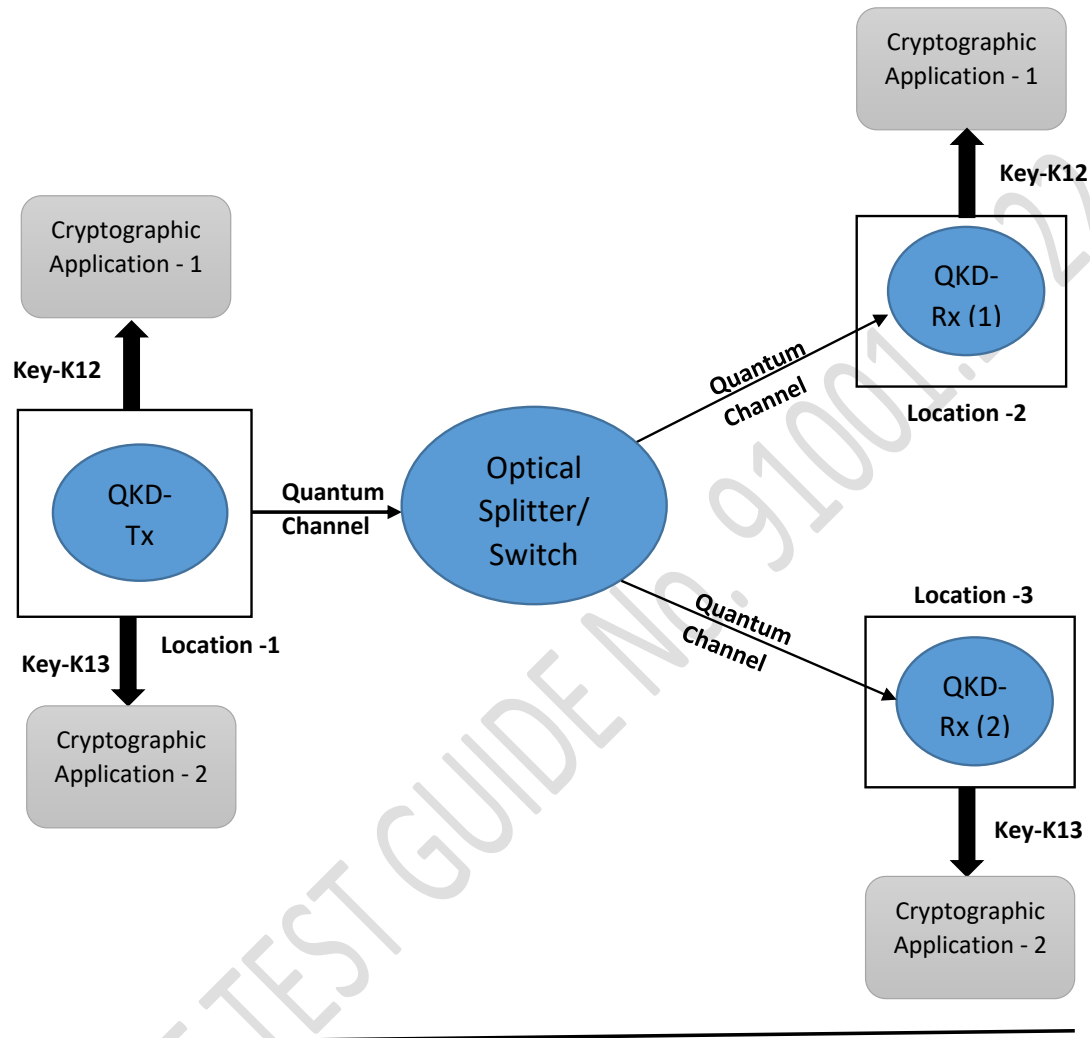 Cryptographic
Application - 1
Key-K12
QKD-
Rx (1)
Location -2
Cryptographic
Application - 1
Key-K12
QKD-
Tx
Location -1
Key-K13
Cryptographic
Application - 2
Quantum
Channel
Optical
Splitter/
Switch
Quantum
Channel
Quantum
Channel
Location -3
QKD-
Rx (2)
Key-K13
Cryptographic
Application - 2
TEST GUIDE No. 91001: